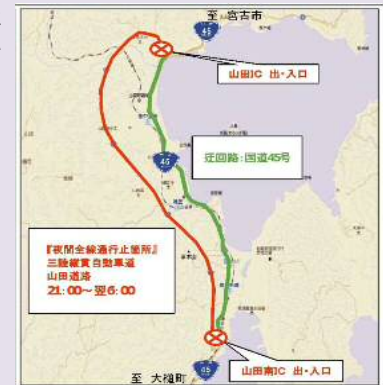 至 宮古市
45
山田IC 出・入口
45
迂回路:国道45号
『夜間全線通行止箇所』
三陸縦貫自動車道
山田道路
21:00~翌6:00
山田南IC 出・入口
45
至 大槌町